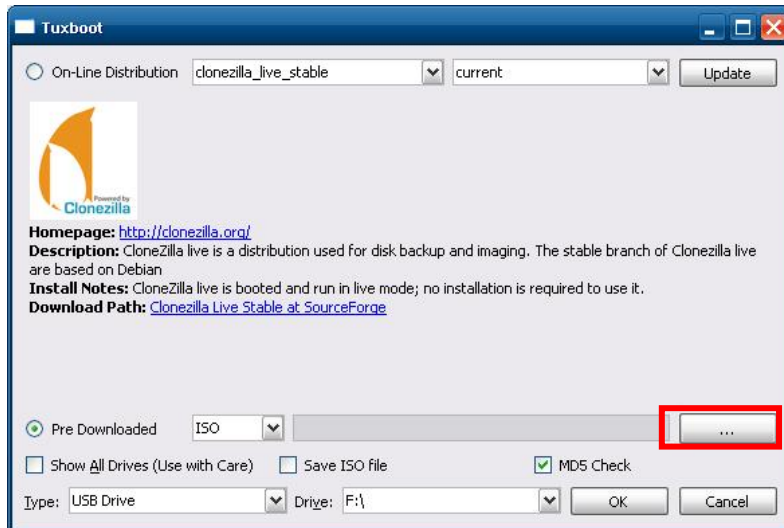 Tuxboot
On-Line Distribution clonezilla_live_stable current Update
Powered by
Clonezilla
Homepage: http://clonezilla.org/
Description: CloneZilla live is a distribution used for disk backup and imaging. The stable branch of Clonezilla live
are based on Debian
Install Notes: CloneZilla live is booted and run in live mode; no installation is required to use it.
Download Path: Clonezilla Live Stable at SourceForge
Pre Downloaded ISO ...
Show All Drives (Use with Care) Save ISO file MD5 Check
Type: USB Drive Drive: F:\ OK Cancel